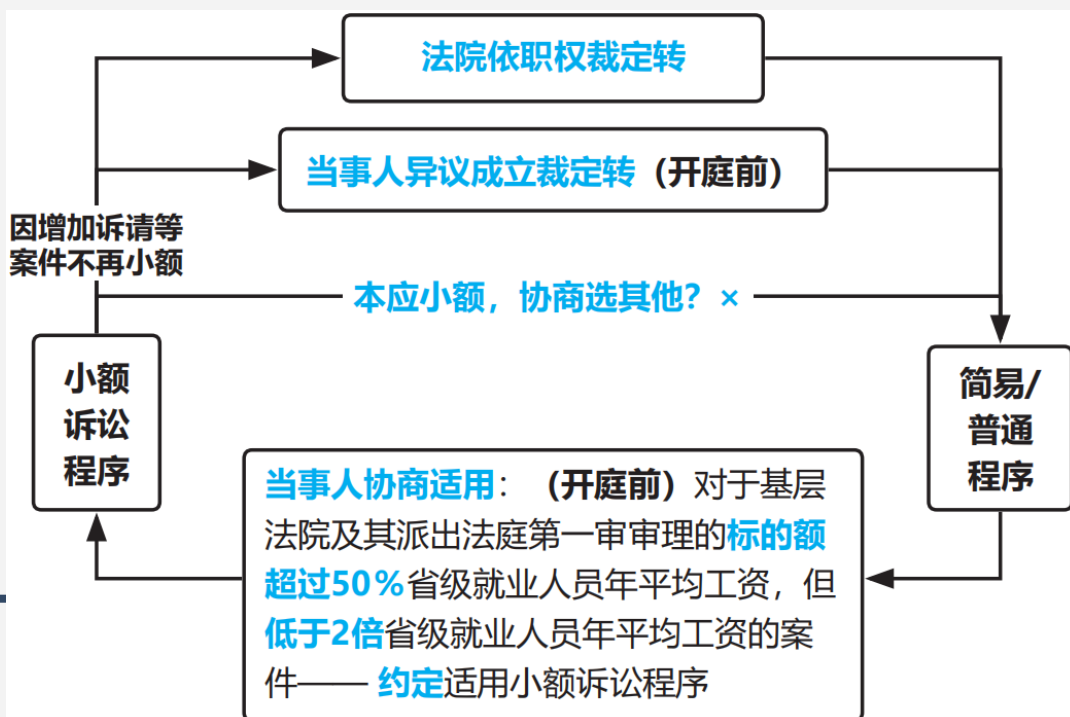 法院依职权裁定转
当事人异议成立裁定转（开庭前）
因增加诉请等
案件不再小额
本应小额，协商选其他？×
小额
诉讼
程序
简易/
普通
程序
当事人协商适用：（开庭前）对于基层
法院及其派出法庭第一审审理的标的额
超过50%省级就业人员年平均工资，但
低于2倍省级就业人员年平均工资的案
件—— 约定适用小额诉讼程序